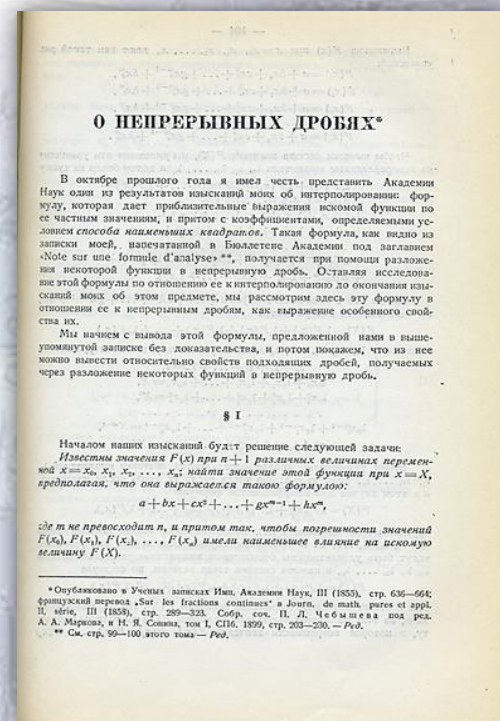 О НЕПРЕРЫВНЫХ ДРОБЯХ*
В октябре прошлого года я имел честь представить Академии
Наук один из результатов изысканий моих об интерполировании: фор-
мулу, которая дает приблизительные выражения искомой функции по
ее частным значениям, и притом с коэффициентами, определяемыми ус-
ловием способа наименьших квадратов. Такая формула, как видно из
записки моей, напечатанной в Бюллетене Академии под заглавием
«Note sur une formule d'analyse»**, получается при помощи разложе-
ния некоторой функции в непрерывную дробь. Оставляя исследова-
ние этой формулы по отношению ее к интерполированию до окончания изы-
сканий моих об этом предмете, мы рассмотрим здесь эту формулу в
отношении ее к непрерывным дробям, как выражение особенного свой-
ства их.
Мы начнем с вывода этой формулы, предложенной нами в выше-
упомянутой записке без доказательства, и потом покажем, что из нее
можно вывести относительно свойств подходящих дробей, получаемых
через разложение некоторых функций в непрерывную дробь.
§ I
Началом наших изысканий будет решение следующей задачи:
Известны значения F(x) при n+1 различных величинах перемен-
ной x=x₀, x₁, x₂, ..., xₙ; найти значение этой функции при x=X,
предполагая, что она выражается такою формулою:
a+bx+cx²+...+gxᵐ⁻¹+hxᵐ,
где m не превосходит n, и притом так, чтобы погрешности значений
F(x₀), F(x₁), F(x₂), ..., F(xₙ) имели наименьшее влияние на искомую
величину F(X).
* Опубликовано в Ученых записках Имп. Академии Наук, III (1855), стр. 636—664;
французский перевод „Sur les fractions continues" в Journ. de math. pures et appl.
II, série, III (1858), стр. 289—323. Собр. соч. П. Л. Чебышева под ред.
А. А. Маркова, и Н. Я. Сонина, том I, СПб. 1899, стр. 203—230. — Ред.
** См. стр. 99—100 этого тома — Ред.